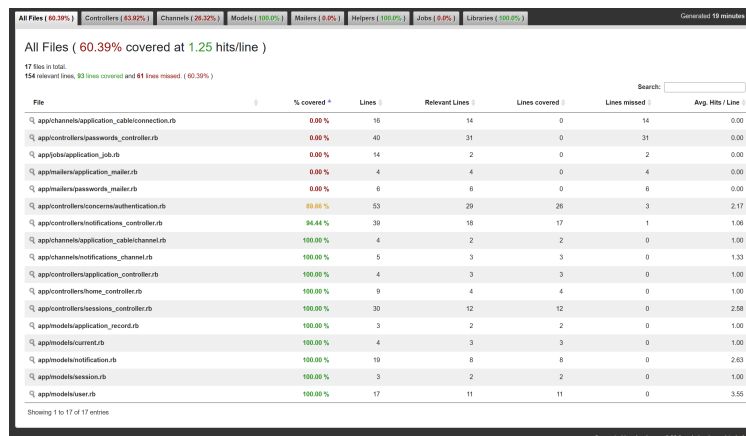 All Files ( 60.39% ) Controllers ( 83.92% ) Channels ( 26.32% ) Models ( 100.0% ) Mailers ( 0.0% ) Helpers ( 100.0% ) Jobs ( 0.0% ) Libraries ( 100.0% ) Generated 19 minutes
All Files ( 60.39% covered at 1.25 hits/line )
17 files in total.
154 relevant lines, 93 lines covered and 61 lines missed. ( 60.39% )
Search:
File % covered Lines Relevant Lines Lines covered Lines missed Avg. Hits / Line
app/channels/application_cable/connection.rb 0.00 % 16 14 0 14 0.00
app/controllers/passwords_controller.rb 0.00 % 40 31 0 31 0.00
app/jobs/application_job.rb 0.00 % 14 2 0 2 0.00
app/mailers/application_mailer.rb 0.00 % 4 4 0 4 0.00
app/mailers/passwords_mailer.rb 0.00 % 6 6 0 6 0.00
app/controllers/concerns/authentication.rb 89.66 % 53 29 26 3 2.17
app/controllers/notifications_controller.rb 94.44 % 39 18 17 1 1.06
app/channels/application_cable/channel.rb 100.00 % 4 2 2 0 1.00
app/channels/notifications_channel.rb 100.00 % 5 3 3 0 1.33
app/controllers/application_controller.rb 100.00 % 4 3 3 0 1.00
app/controllers/home_controller.rb 100.00 % 9 4 4 0 1.00
app/controllers/sessions_controller.rb 100.00 % 30 12 12 0 2.58
app/models/application_record.rb 100.00 % 3 2 2 0 1.00
app/models/current.rb 100.00 % 4 3 3 0 1.00
app/models/notification.rb 100.00 % 19 8 8 0 2.63
app/models/session.rb 100.00 % 3 2 2 0 1.00
app/models/user.rb 100.00 % 17 11 11 0 3.55
Showing 1 to 17 of 17 entries